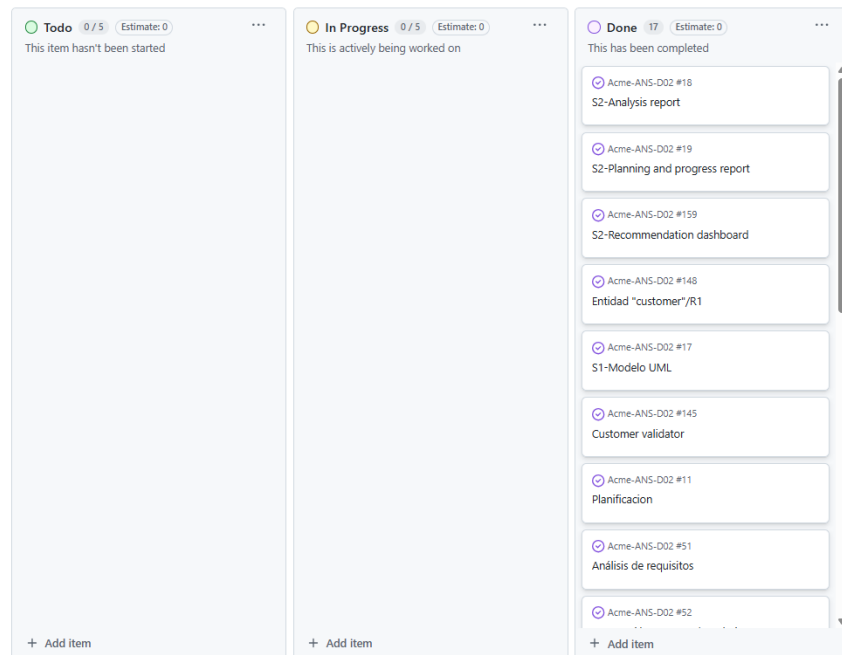 Todo 0 / 5 Estimate: 0
This item hasn't been started
Add item
In Progress 0 / 5 Estimate: 0
This is actively being worked on
Add item
Done 17 Estimate: 0
This has been completed
Acme-ANS-D02 #18
S2-Analysis report
Acme-ANS-D02 #19
S2-Planning and progress report
Acme-ANS-D02 #159
S2-Recommendation dashboard
Acme-ANS-D02 #148
Entidad "customer"/R1
Acme-ANS-D02 #17
S1-Modelo UML
Acme-ANS-D02 #145
Customer validator
Acme-ANS-D02 #11
Planificacion
Acme-ANS-D02 #51
Análisis de requisitos
Acme-ANS-D02 #52
Add item